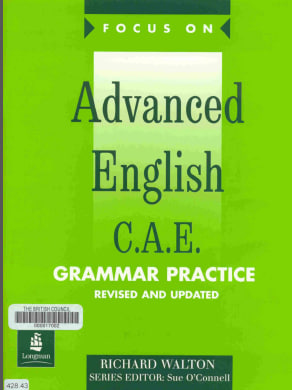 FOCUS ON
Advanced
English
C.A.E.
GRAMMAR PRACTICE
REVISED AND UPDATED
THE BRITISH COUNCIL
Longman
RICHARD WALTON
SERIES EDITOR: Sue O'Connell
428.43